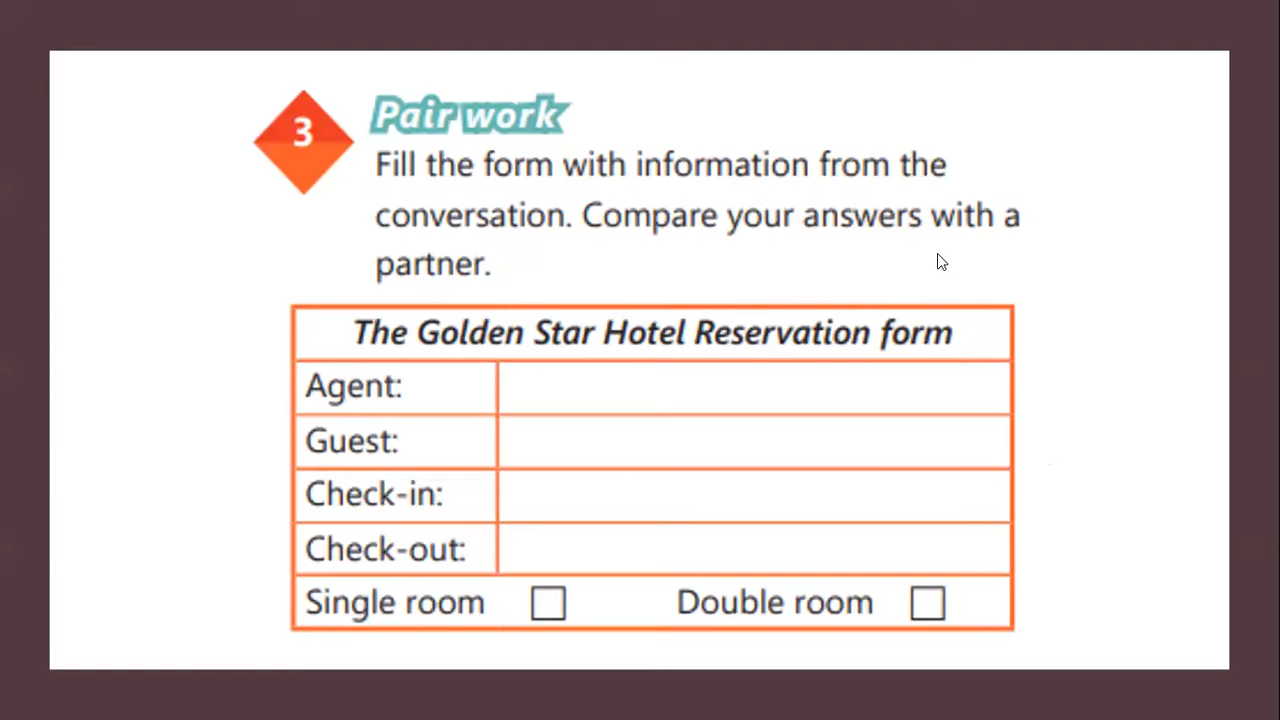 3
Pair work
Fill the form with information from the
conversation. Compare your answers with a
partner.
The Golden Star Hotel Reservation form
Agent:
Guest:
Check-in:
Check-out:
Single room Double room